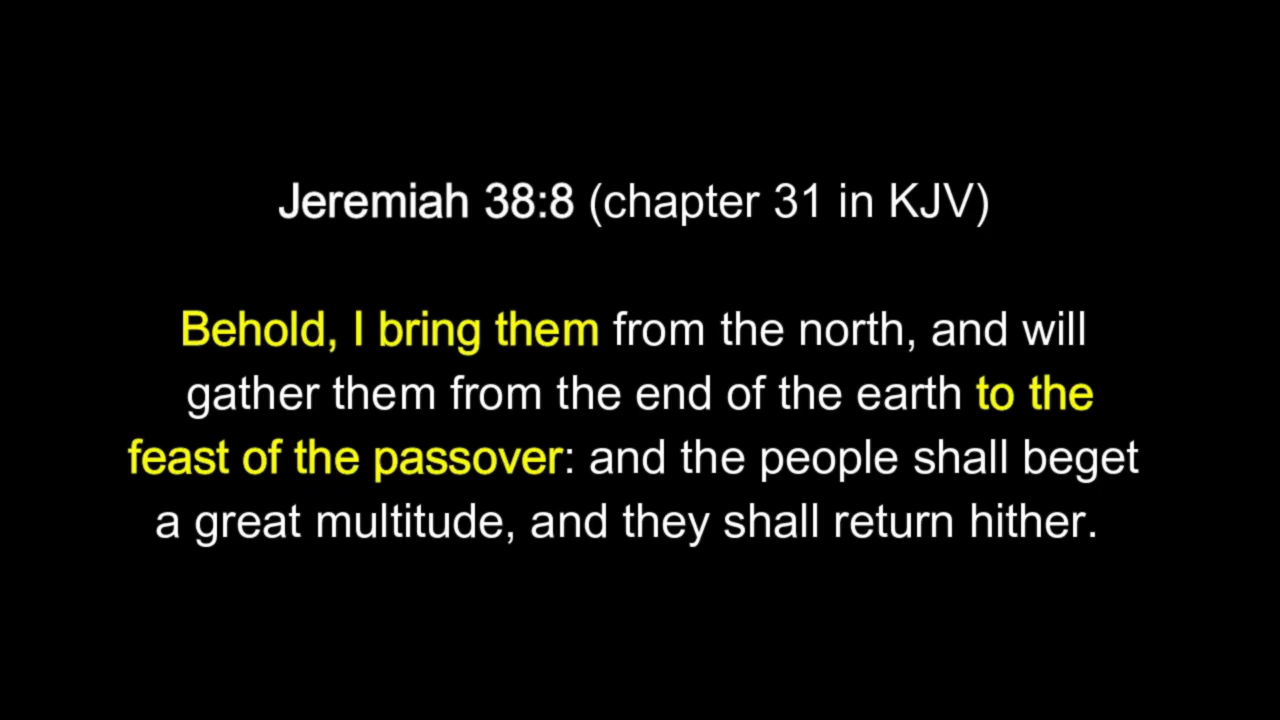 Jeremiah 38:8 (chapter 31 in KJV)
Behold, I bring them from the north, and will
gather them from the end of the earth to the
feast of the passover: and the people shall beget
a great multitude, and they shall return hither.